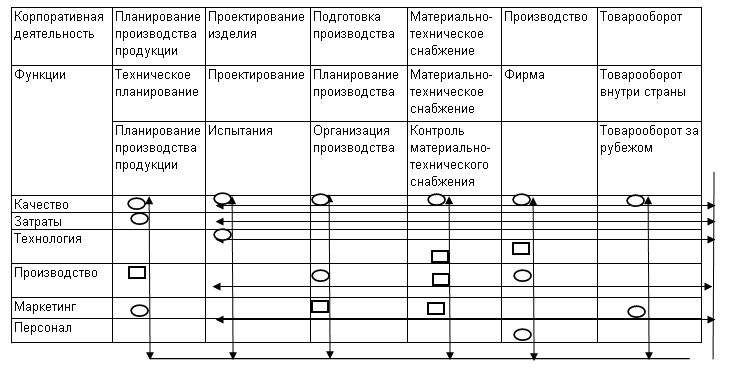 Корпоративная деятельность
Планирование производства продукции
Проектирование изделия
Подготовка производства
Материально-техническое снабжение
Производство
Товарооборот
Функции
Техническое планирование
Проектирование
Планирование производства
Материально-техническое снабжение
Фирма
Товарооборот внутри страны
Планирование производства продукции
Испытания
Организация производства
Контроль материально-технического снабжения
Товарооборот за рубежом
Качество
Затраты
Технология
Производство
Маркетинг
Персонал